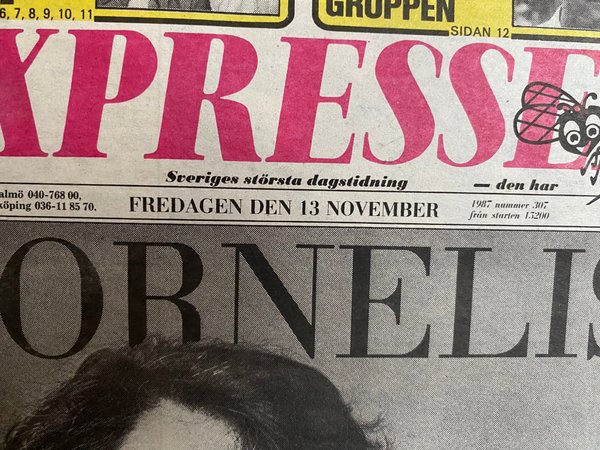 6, 7, 8, 9, 10, 11
GRUPPEN
SIDAN 12
XPRESSE
Sveriges största dagstidning — den har
almö 040-768 00,
köping 036-11 85 70.
FREDAGEN DEN 13 NOVEMBER
1987 nummer 307
från starten 15200
ORNELIS